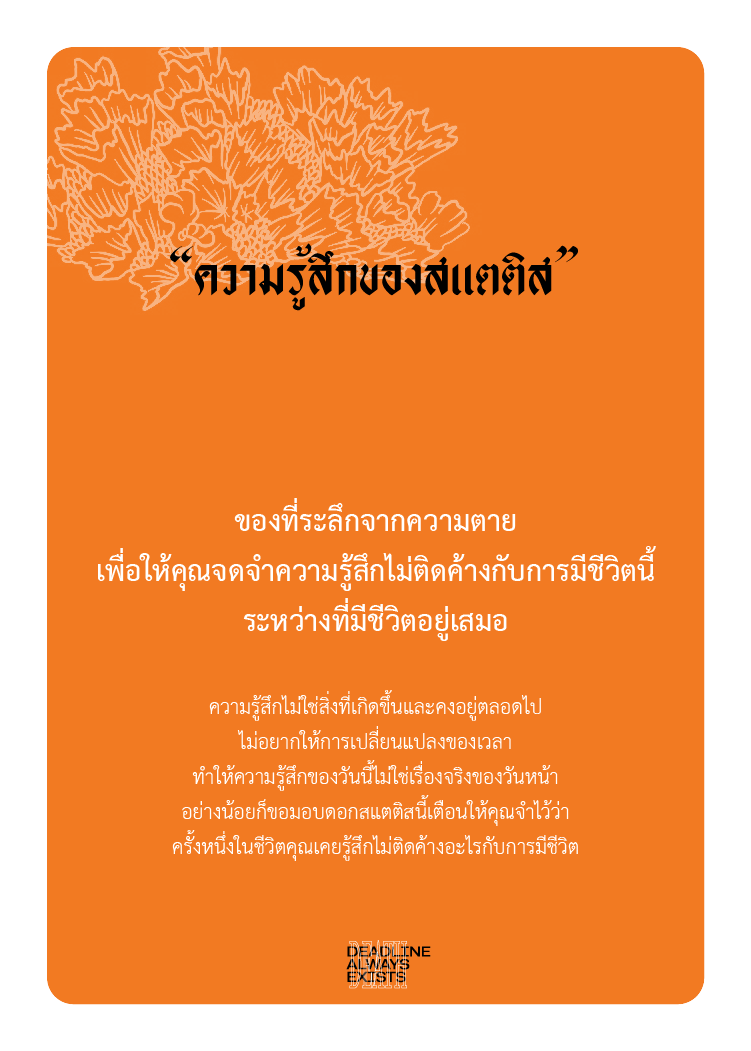 “ความรู้สึกของสแตติส”
ของที่ระลึกจากความตาย
เพื่อให้คุณจดจำความรู้สึกไม่ติดค้างกับการมีชีวิตนี้
ระหว่างที่มีชีวิตอยู่เสมอ
ความรู้สึกไม่ใช่สิ่งที่เกิดขึ้นและคงอยู่ตลอดไป
ไม่อยากให้การเปลี่ยนแปลงของเวลา
ทำให้ความรู้สึกของวันนี้ไม่ใช่เรื่องจริงของวันหน้า
อย่างน้อยก็ขอมอบดอกสแตติสนี้เตือนให้คุณจำไว้ว่า
ครั้งหนึ่งในชีวิตคุณเคยรู้สึกไม่ติดค้างอะไรกับการมีชีวิต
DEADLINE
ALWAYS
EXISTS
DEATH